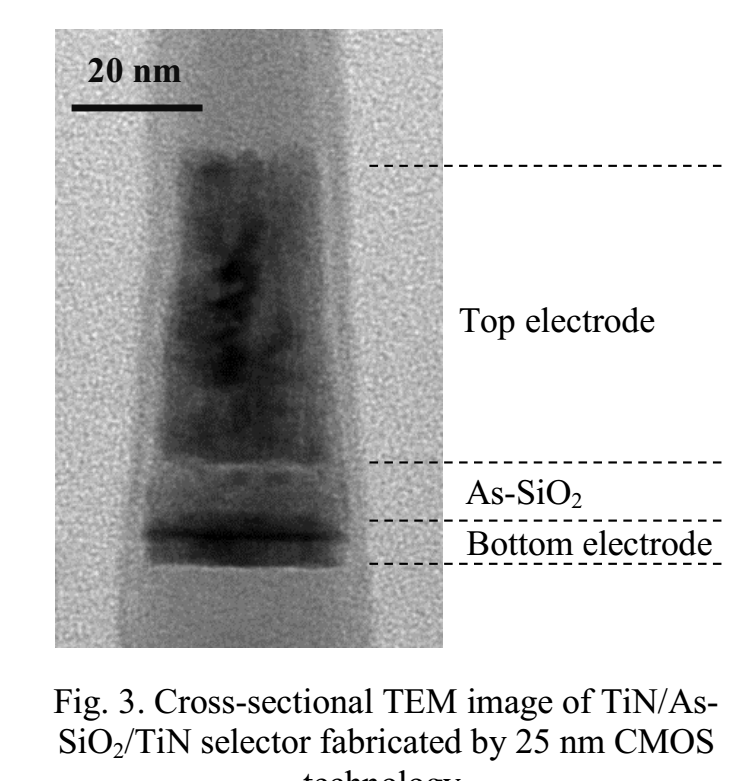 20 nm
Top electrode
As-SiO₂
Bottom electrode
Fig. 3. Cross-sectional TEM image of TiN/As-
SiO₂/TiN selector fabricated by 25 nm CMOS
technology